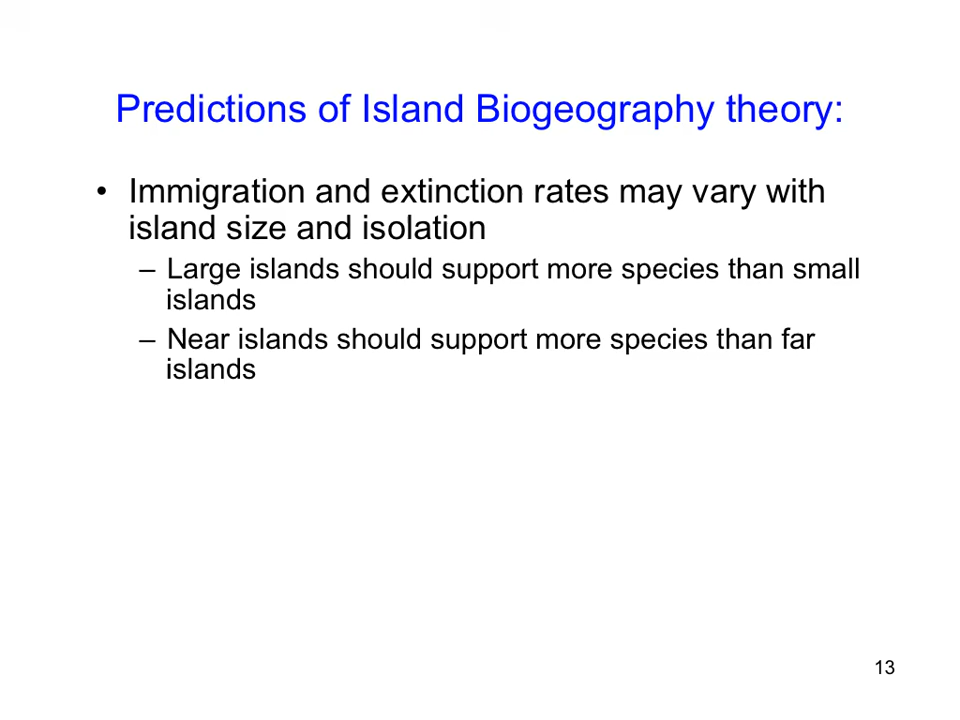 Predictions of Island Biogeography theory:
• Immigration and extinction rates may vary with
island size and isolation
– Large islands should support more species than small
islands
– Near islands should support more species than far
islands
13